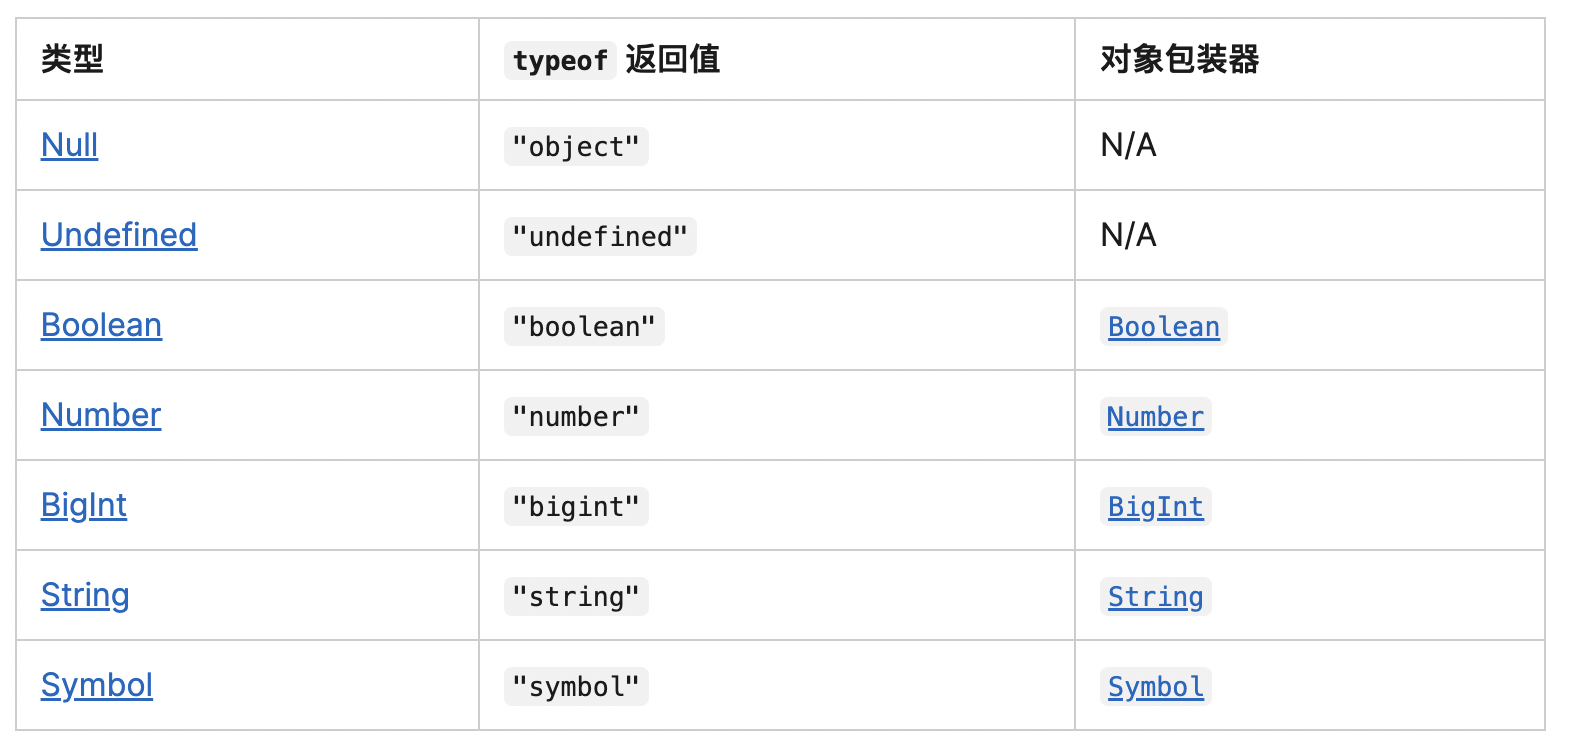 类型 typeof 返回值 对象包装器
Null "object" N/A
Undefined "undefined" N/A
Boolean "boolean" Boolean
Number "number" Number
BigInt "bigint" BigInt
String "string" String
Symbol "symbol" Symbol